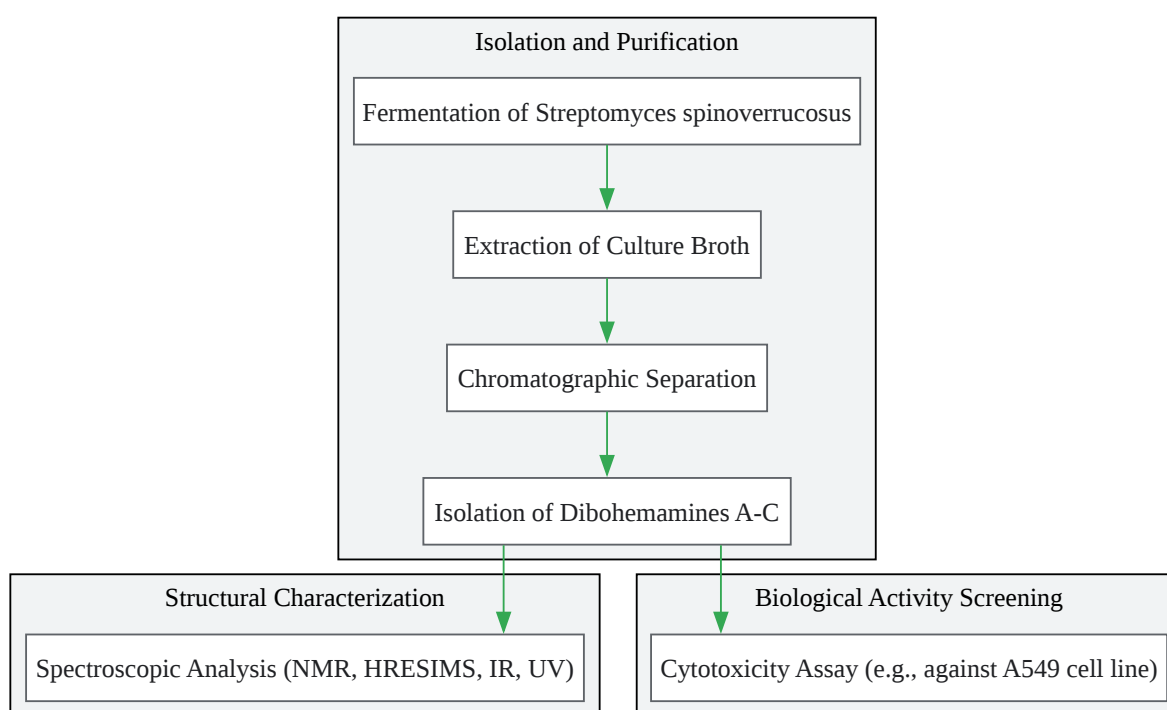 Isolation and Purification
Fermentation of Streptomyces spinoverrucosus
Extraction of Culture Broth
Chromatographic Separation
Isolation of Dibohemamines A-C
Structural Characterization
Spectroscopic Analysis (NMR, HRESIMS, IR, UV)
Biological Activity Screening
Cytotoxicity Assay (e.g., against A549 cell line)